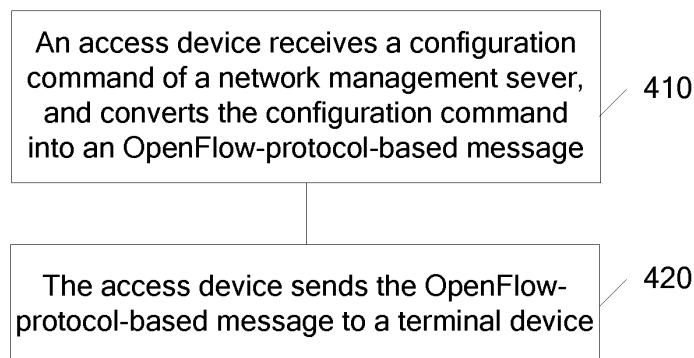 An access device receives a configuration
command of a network management sever,
and converts the configuration command
into an OpenFlow-protocol-based message
410
The access device sends the OpenFlow-
protocol-based message to a terminal device
420